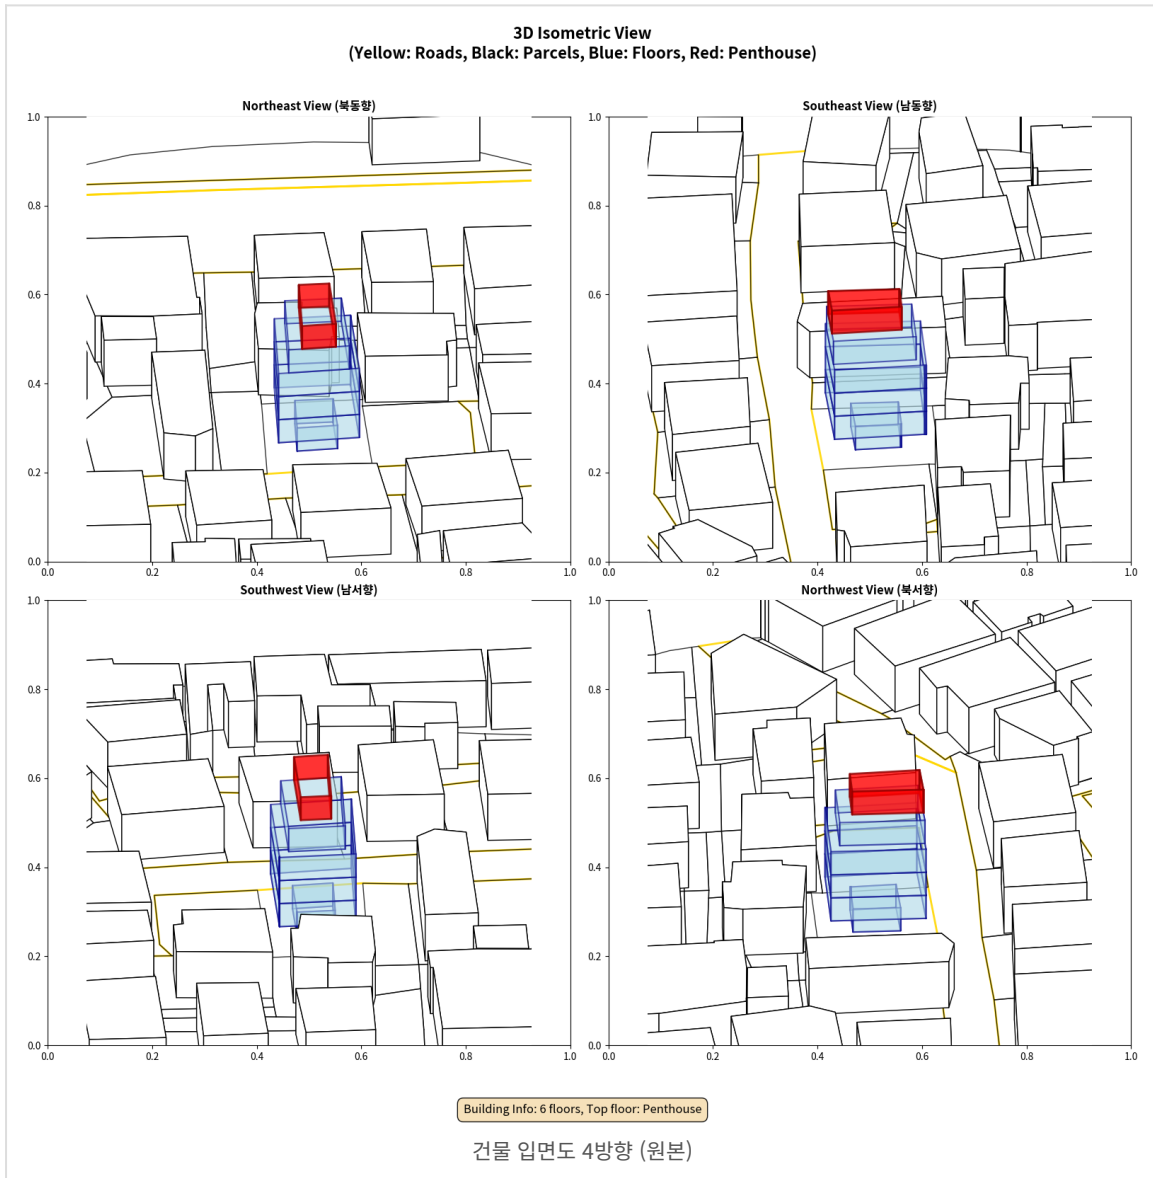 3D Isometric View
(Yellow: Roads, Black: Parcels, Blue: Floors, Red: Penthouse)
Northeast View (북동향)
1.0
0.8
0.6
0.4
0.2
0.0
0.0 0.2 0.4 0.6 0.8 1.0
Southeast View (남동향)
1.0
0.8
0.6
0.4
0.2
0.0
0.0 0.2 0.4 0.6 0.8 1.0
Southwest View (남서향)
1.0
0.8
0.6
0.4
0.2
0.0
0.0 0.2 0.4 0.6 0.8 1.0
Northwest View (북서향)
1.0
0.8
0.6
0.4
0.2
0.0
0.0 0.2 0.4 0.6 0.8 1.0
Building Info: 6 floors, Top floor: Penthouse
건물 입면도 4방향 (원본)